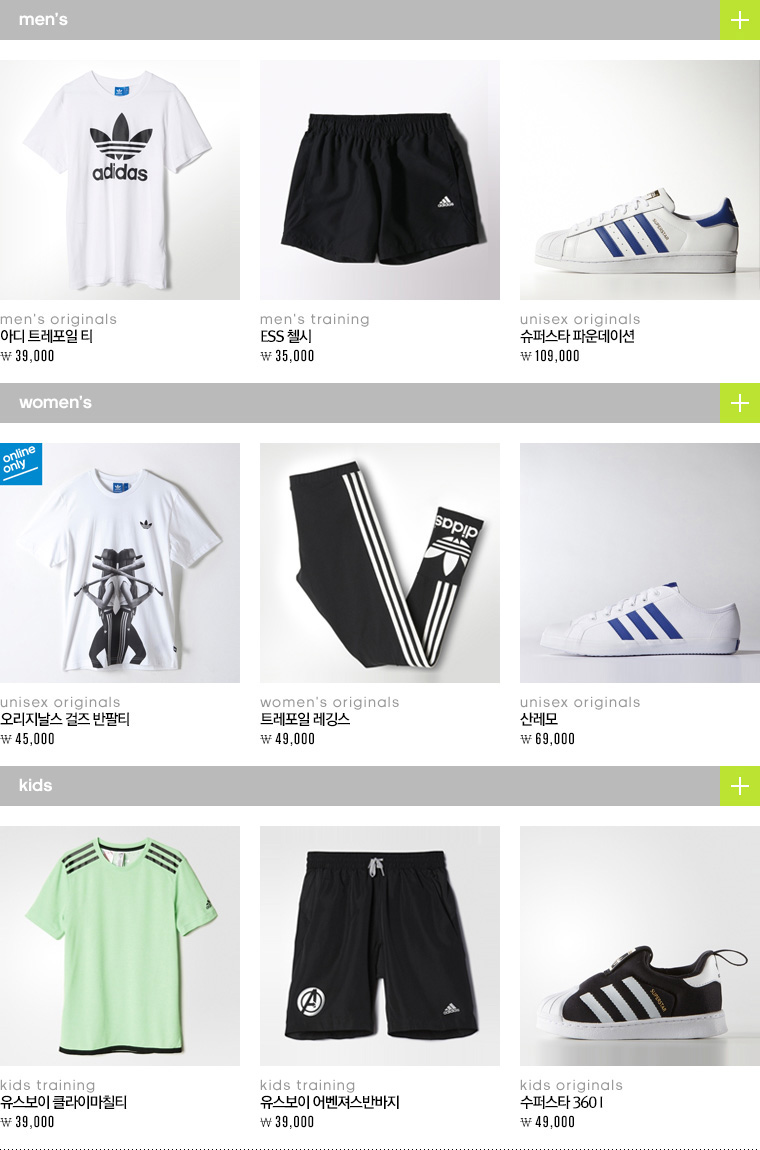 men's
adidas
adidas
SUPERSTAR
men's originals
아디 트레포일 티
₩ 39,000
men's training
ESS 첼시
₩ 35,000
unisex originals
슈퍼스타 파운데이션
₩ 109,000
women's
online
only
adidas
unisex originals
오리지날스 걸즈 반팔티
₩ 45,000
women's originals
트레포일 레깅스
₩ 49,000
unisex originals
산레모
₩ 69,000
kids
adidas
SUPERSTAR
kids training
유스보이 클라이마칠티
₩ 39,000
kids training
유스보이 어벤져스반바지
₩ 39,000
kids originals
수퍼스타 360 I
₩ 49,000